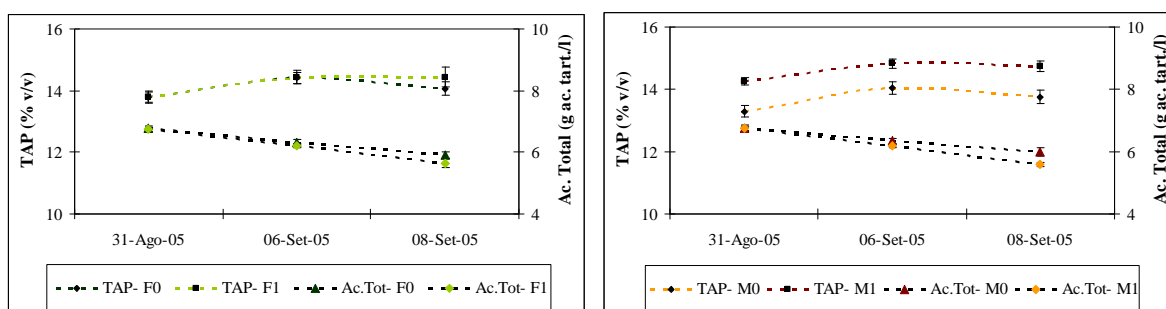 16
14
12
10
TAP (% v/v)
10
8
6
4
Ac. Total (g ac. tart./l)
31-Ago-05 06-Set-05 08-Set-05
TAP- F0 TAP- F1 Ac.Tot- F0 Ac.Tot- F1
16
14
12
10
TAP (% v/v)
10
8
6
4
Ac. Total (g ac. tart./l)
31-Ago-05 06-Set-05 08-Set-05
TAP- M0 TAP- M1 Ac.Tot- M0 Ac.Tot- M1